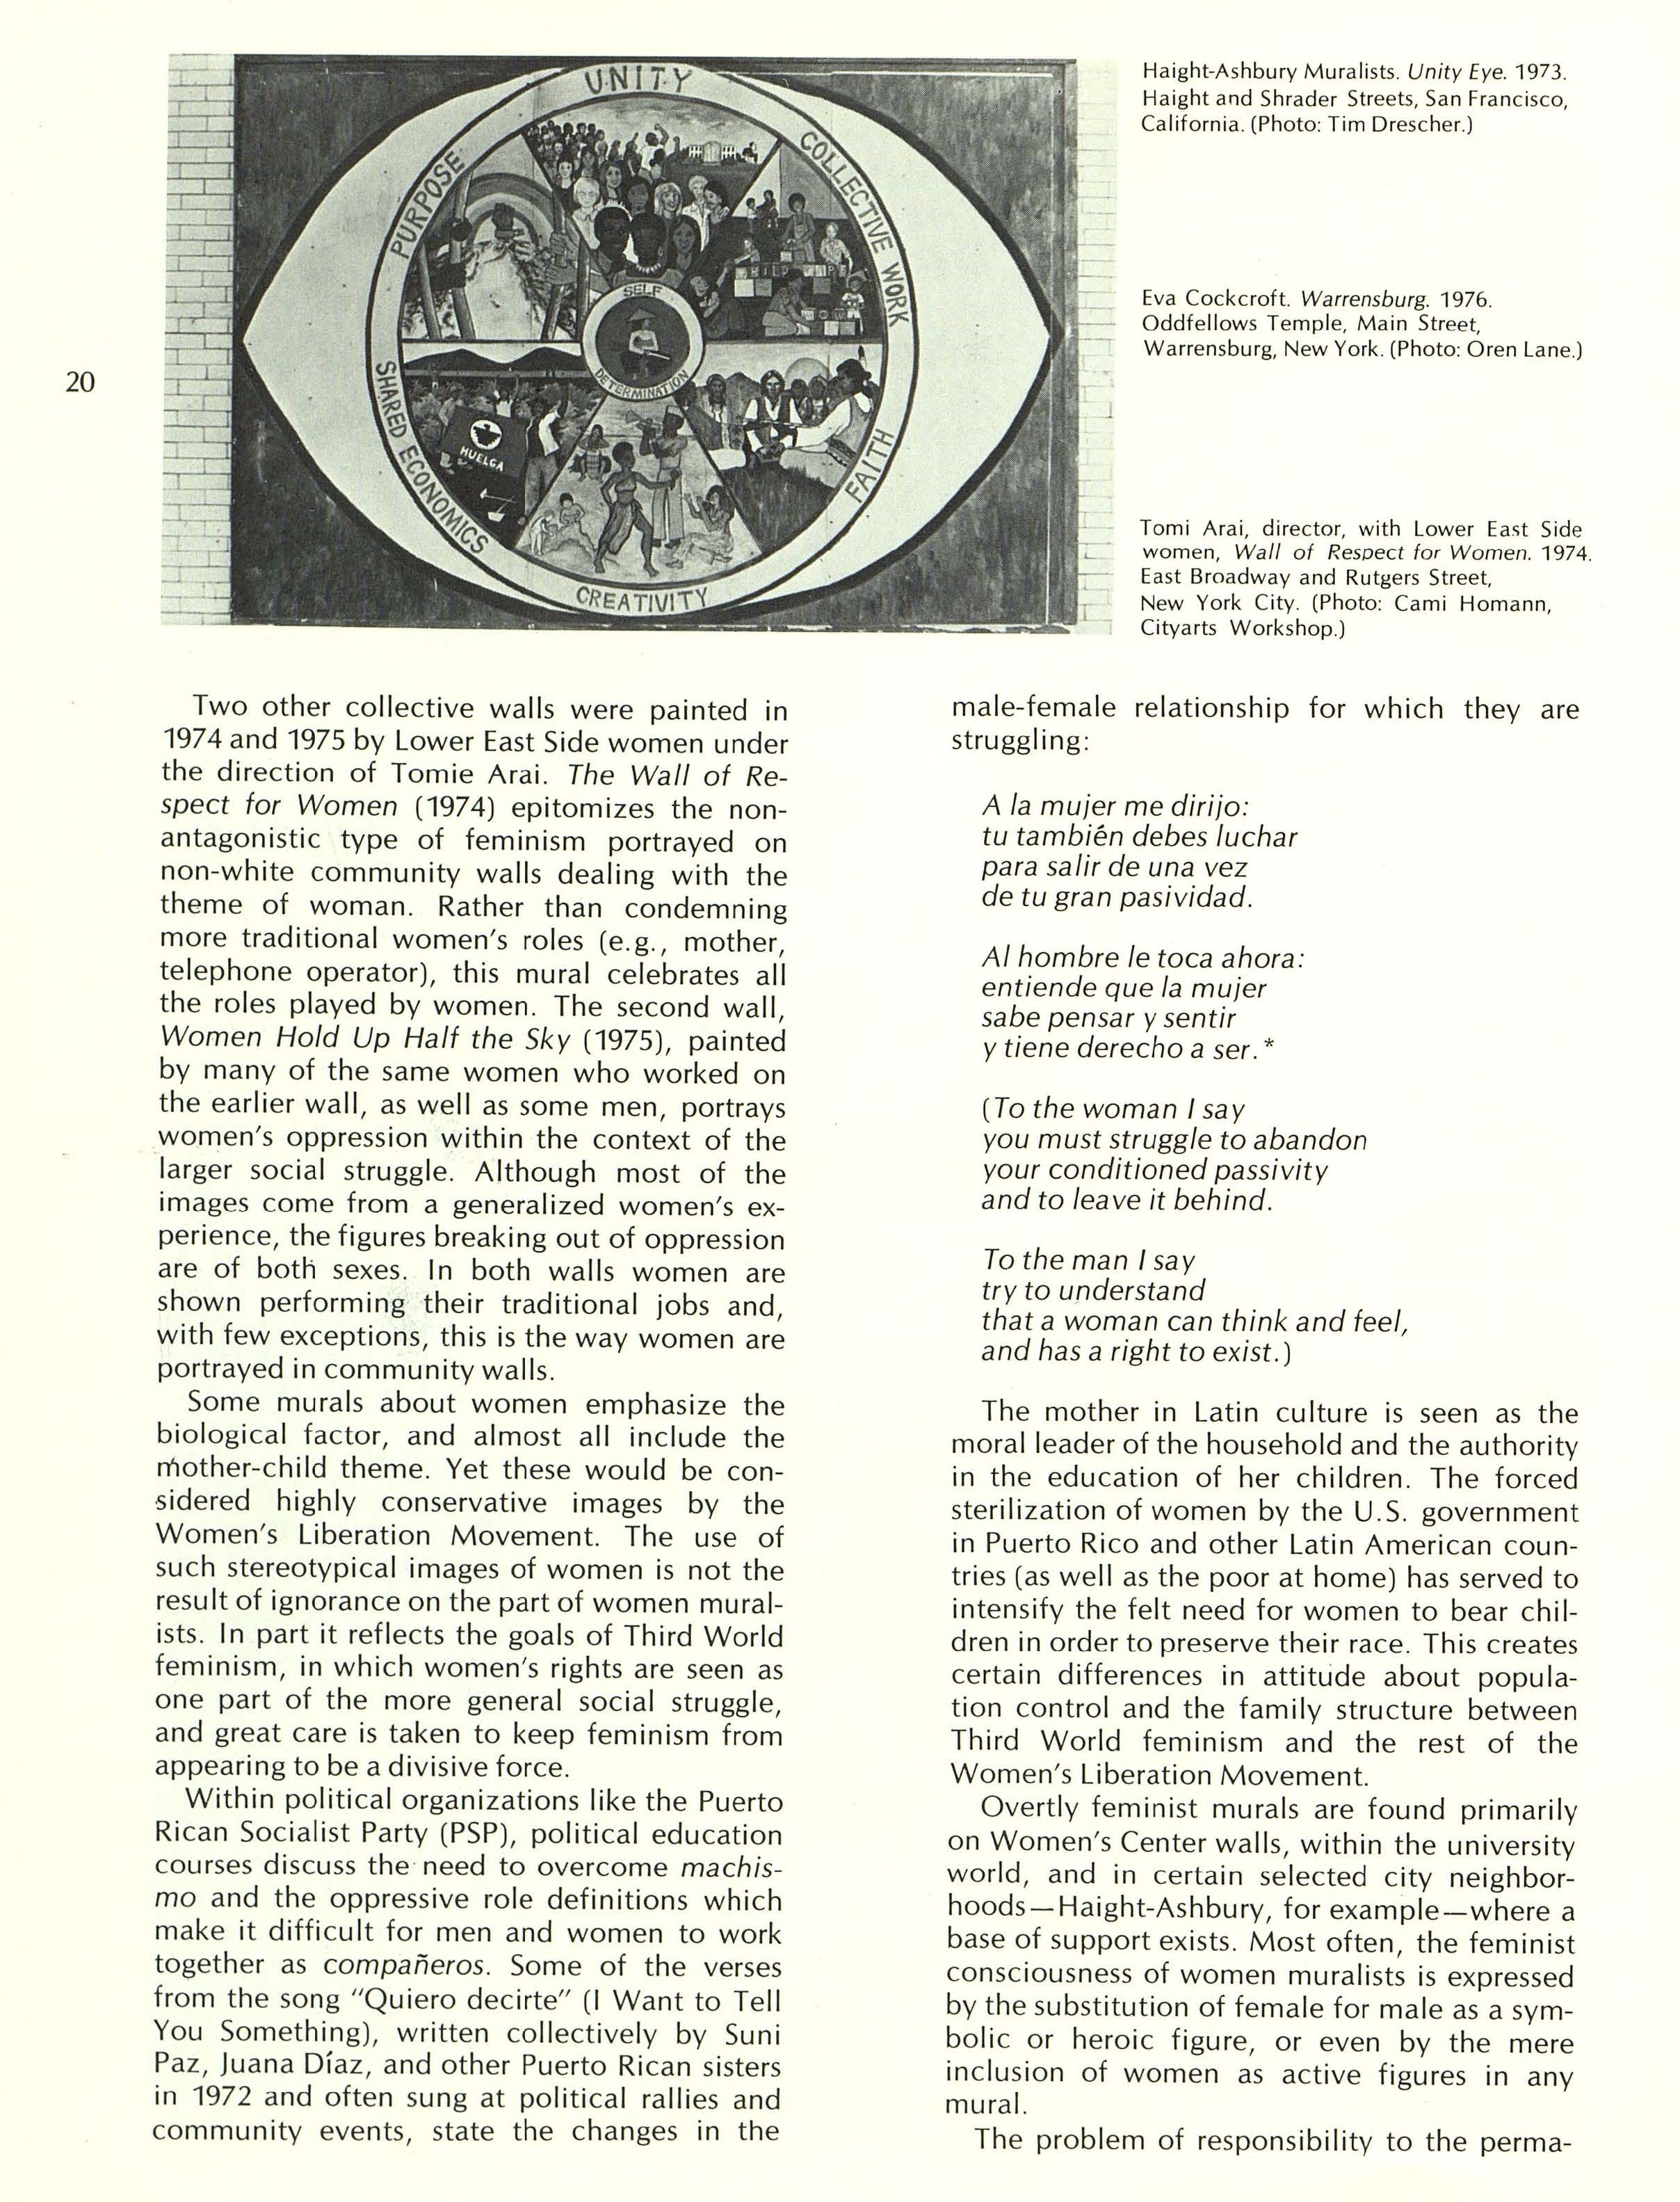 UNITY
COLLECTIVE WORK
PURPOSE
SELF
DETERMINATION
CHILD CARE
SHARED ECONOMICS
HUELGA
FAITH
CREATIVITY
Haight-Ashbury Muralists. Unity Eye. 1973.
Haight and Shrader Streets, San Francisco,
California. (Photo: Tim Drescher.)
Eva Cockcroft. Warrensburg. 1976.
Oddfellows Temple, Main Street,
Warrensburg, New York. (Photo: Oren Lane.)
20
Tomi Arai, director, with Lower East Side
women, Wall of Respect for Women. 1974.
East Broadway and Rutgers Street,
New York City. (Photo: Cami Homann,
Cityarts Workshop.)
Two other collective walls were painted in
1974 and 1975 by Lower East Side women under
the direction of Tomie Arai. The Wall of Re-
spect for Women (1974) epitomizes the non-
antagonistic type of feminism portrayed on
non-white community walls dealing with the
theme of woman. Rather than condemning
more traditional women's roles (e.g., mother,
telephone operator), this mural celebrates all
the roles played by women. The second wall,
Women Hold Up Half the Sky (1975), painted
by many of the same women who worked on
the earlier wall, as well as some men, portrays
women's oppression within the context of the
larger social struggle. Although most of the
images come from a generalized women's ex-
perience, the figures breaking out of oppression
are of both sexes. In both walls women are
shown performing their traditional jobs and,
with few exceptions, this is the way women are
portrayed in community walls.
Some murals about women emphasize the
biological factor, and almost all include the
mother-child theme. Yet these would be con-
sidered highly conservative images by the
Women's Liberation Movement. The use of
such stereotypical images of women is not the
result of ignorance on the part of women mural-
ists. In part it reflects the goals of Third World
feminism, in which women's rights are seen as
one part of the more general social struggle,
and great care is taken to keep feminism from
appearing to be a divisive force.
Within political organizations like the Puerto
Rican Socialist Party (PSP), political education
courses discuss the need to overcome machis-
mo and the oppressive role definitions which
make it difficult for men and women to work
together as compañeros. Some of the verses
from the song "Quiero decirte" (I Want to Tell
You Something), written collectively by Suni
Paz, Juana Díaz, and other Puerto Rican sisters
in 1972 and often sung at political rallies and
community events, state the changes in the
male-female relationship for which they are
struggling:
A la mujer me dirijo:
tu también debes luchar
para salir de una vez
de tu gran pasividad.
Al hombre le toca ahora:
entiende que la mujer
sabe pensar y sentir
y tiene derecho a ser.*
(To the woman I say
you must struggle to abandon
your conditioned passivity
and to leave it behind.
To the man I say
try to understand
that a woman can think and feel,
and has a right to exist.)
The mother in Latin culture is seen as the
moral leader of the household and the authority
in the education of her children. The forced
sterilization of women by the U.S. government
in Puerto Rico and other Latin American coun-
tries (as well as the poor at home) has served to
intensify the felt need for women to bear chil-
dren in order to preserve their race. This creates
certain differences in attitude about popula-
tion control and the family structure between
Third World feminism and the rest of the
Women's Liberation Movement.
Overtly feminist murals are found primarily
on Women's Center walls, within the university
world, and in certain selected city neighbor-
hoods—Haight-Ashbury, for example—where a
base of support exists. Most often, the feminist
consciousness of women muralists is expressed
by the substitution of female for male as a sym-
bolic or heroic figure, or even by the mere
inclusion of women as active figures in any
mural.
The problem of responsibility to the perma-